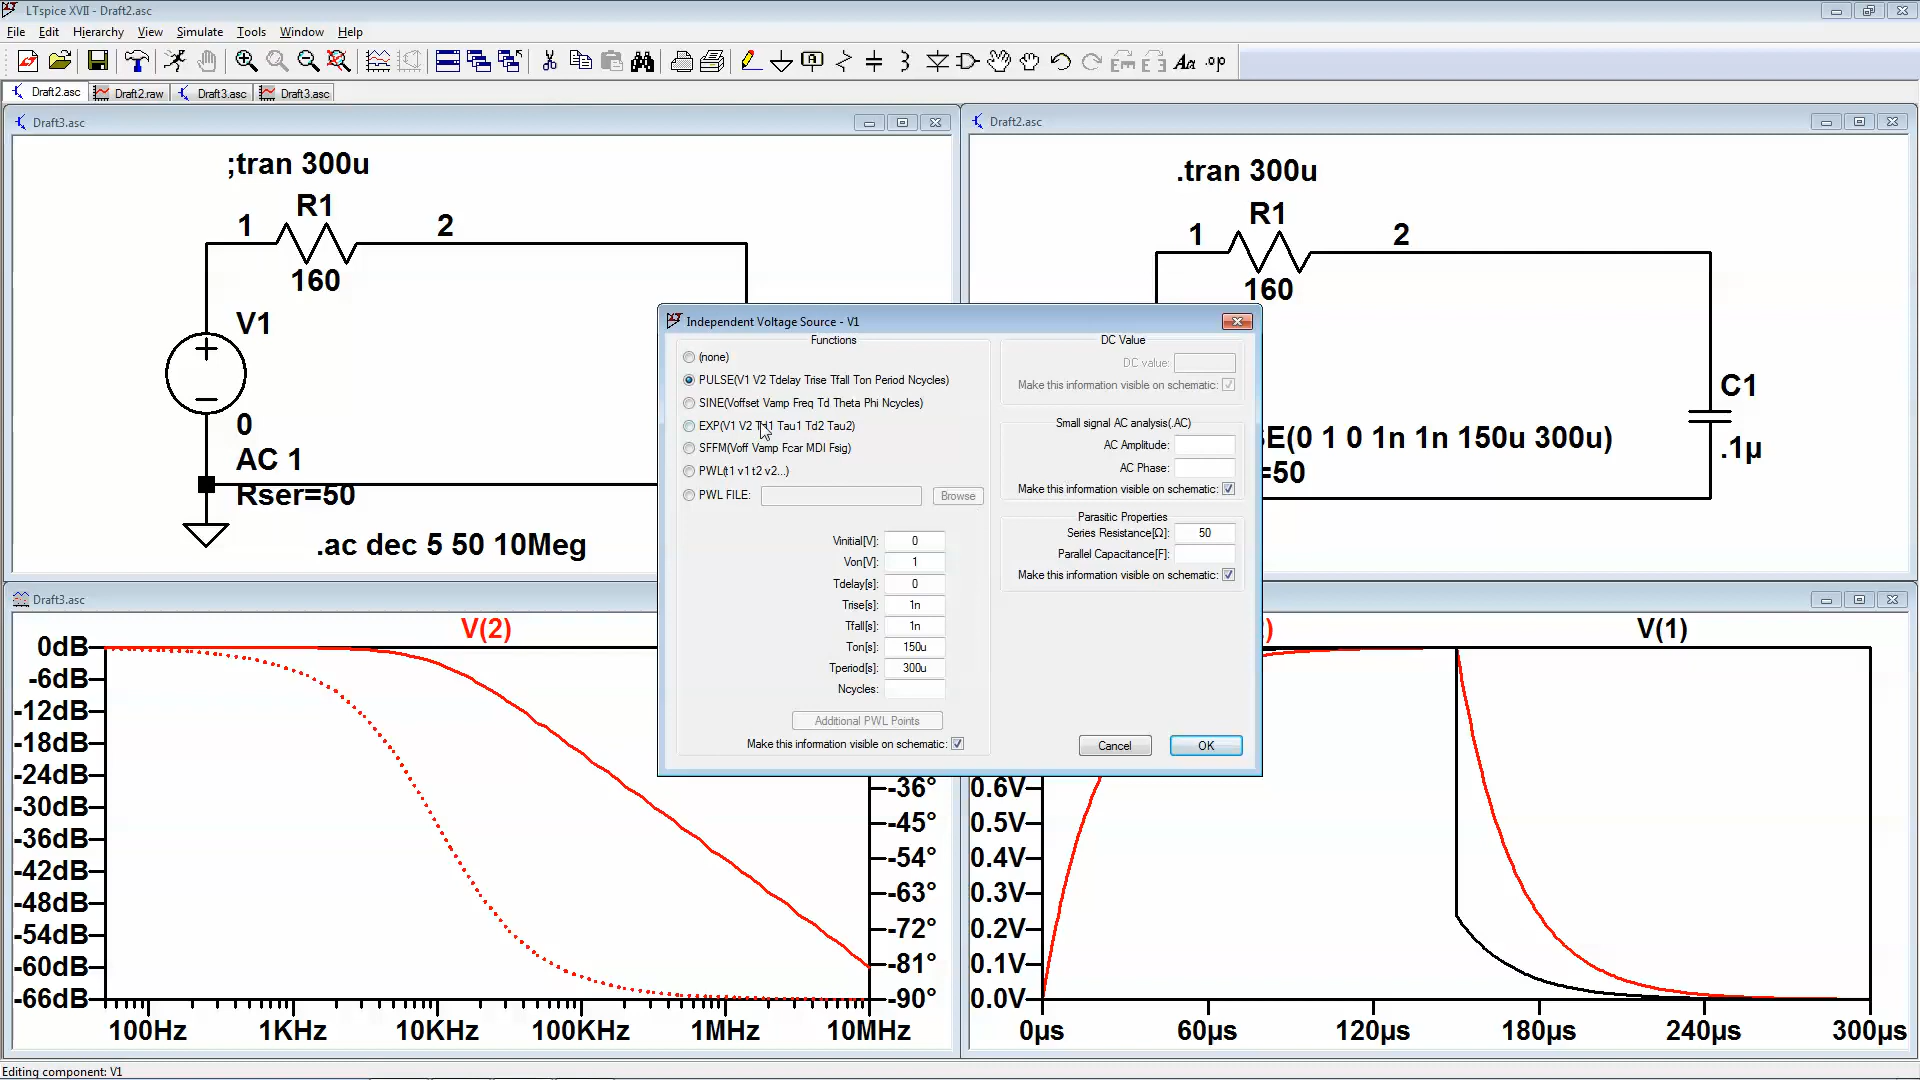 LTspice XVII - Draft2.asc
File Edit Hierarchy View Simulate Tools Window Help
Draft2.asc Draft2.raw Draft3.asc Draft3.asc
Draft3.asc
;tran 300u
R1
1
2
160
V1
0
AC 1
Rser=50
.ac dec 5 50 10Meg
Draft2.asc
.tran 300u
R1
1
2
160
C1
.1µ
E(0 1 0 1n 1n 150u 300u)
=50
Independent Voltage Source - V1
Functions
(none)
PULSE(V1 V2 Tdelay Trise Tfall Ton Period Ncycles)
SINE(Voffset Vamp Freq Td Theta Phi Ncycles)
EXP(V1 V2 Td1 Tau1 Td2 Tau2)
SFFM(Voff Vamp Fcar MDI Fsig)
PWL(t1 v1 t2 v2...)
PWL FILE: Browse
Vinitial[V]: 0
Von[V]: 1
Tdelay[s]: 0
Trise[s]: 1n
Tfall[s]: 1n
Ton[s]: 150u
Tperiod[s]: 300u
Ncycles:
Additional PWL Points
Make this information visible on schematic:
DC Value
DC value:
Make this information visible on schematic:
Small signal AC analysis(.AC)
AC Amplitude:
AC Phase:
Make this information visible on schematic:
Parasitic Properties
Series Resistance[Ω]: 50
Parallel Capacitance[F]:
Make this information visible on schematic:
Cancel OK
Draft3.asc
V(2)
0dB
-6dB
-12dB
-18dB
-24dB
-30dB
-36dB
-42dB
-48dB
-54dB
-60dB
-66dB
-36°
-45°
-54°
-63°
-72°
-81°
-90°
100Hz 1KHz 10KHz 100KHz 1MHz 10MHz
)
V(1)
0.6V
0.5V
0.4V
0.3V
0.2V
0.1V
0.0V
0µs 60µs 120µs 180µs 240µs 300µs
Editing component: V1